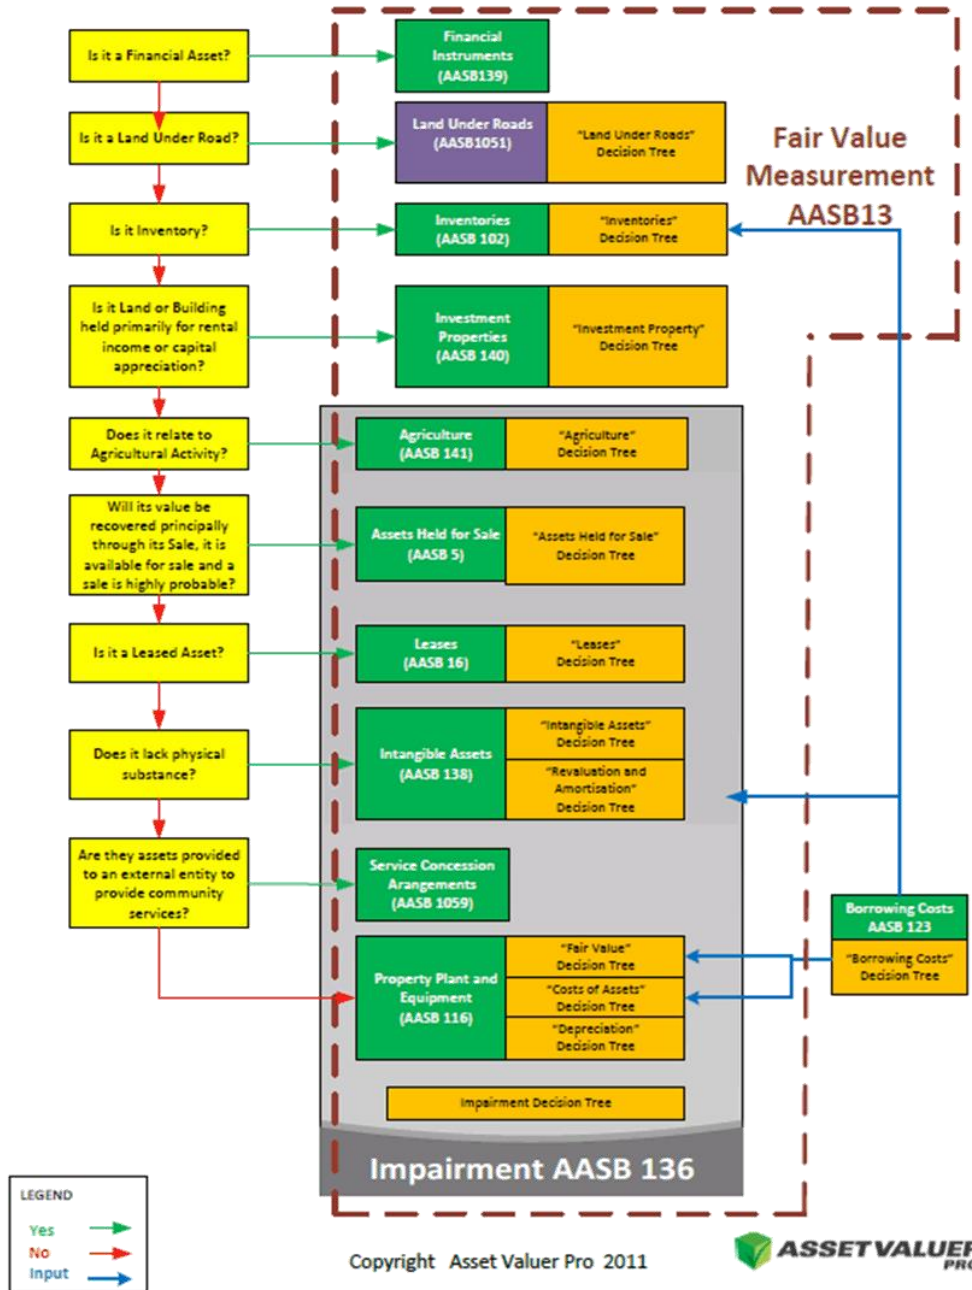 Is it a Financial Asset?
Financial
Instruments
(AASB139)
Is it a Land Under Road?
Land Under Roads
(AASB1051)
"Land Under Roads"
Decision Tree
Fair Value
Measurement
AASB13
Is it Inventory?
Inventories
(AASB 102)
"Inventories"
Decision Tree
Is it Land or Building
held primarily for rental
income or capital
appreciation?
Investment
Properties
(AASB 140)
"Investment Property"
Decision Tree
Does it relate to
Agricultural Activity?
Agriculture
(AASB 141)
"Agriculture"
Decision Tree
Will its value be
recovered principally
through its Sale, it is
available for sale and a
sale is highly probable?
Assets Held for Sale
(AASB 5)
"Assets Held for Sale"
Decision Tree
Is it a Leased Asset?
Leases
(AASB 16)
"Leases"
Decision Tree
Does it lack physical
substance?
Intangible Assets
(AASB 138)
"Intangible Assets"
Decision Tree
"Revaluation and
Amortisation"
Decision Tree
Are they assets provided
to an external entity to
provide community
services?
Service Concession
Arangements
(AASB 1059)
Borrowing Costs
AASB 123
"Borrowing Costs"
Decision Tree
Property Plant and
Equipment
(AASB 116)
"Fair Value"
Decision Tree
"Costs of Assets"
Decision Tree
"Depreciation"
Decision Tree
Impairment Decision Tree
Impairment AASB 136
LEGEND
Yes
No
Input
Copyright Asset Valuer Pro 2011
ASSET VALUER
PRO